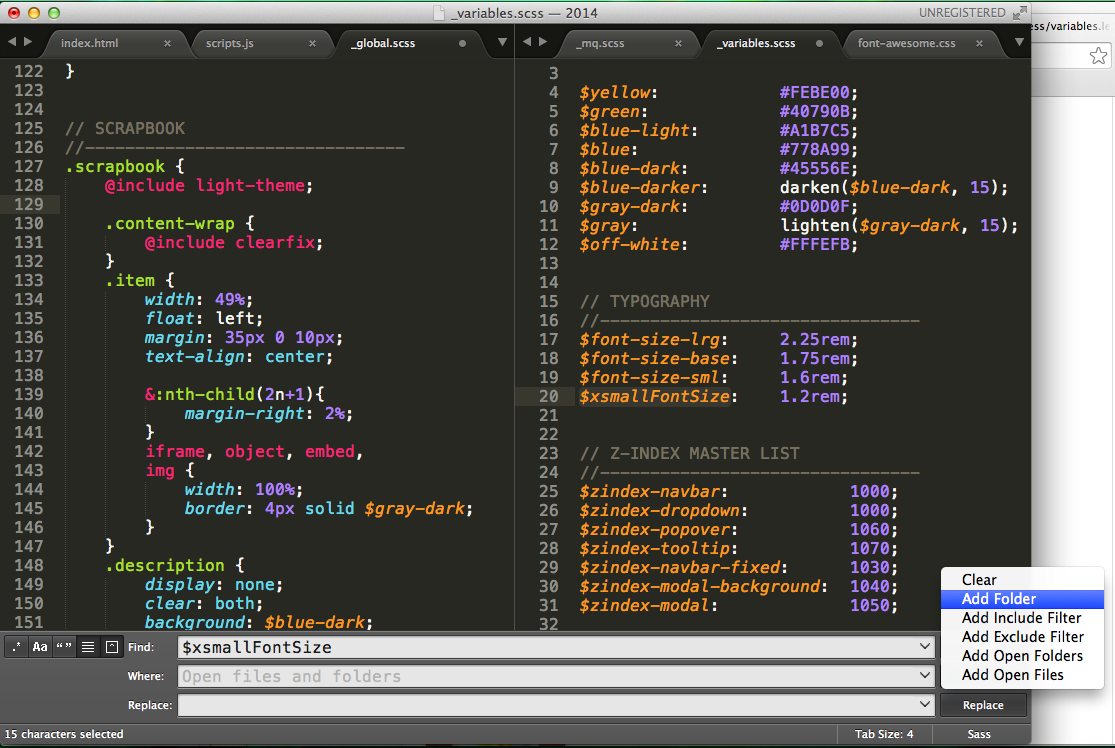 _variables.scss — 2014
UNREGISTERED
ess/variables.le
index.html ×
scripts.js ×
_global.scss
_mq.scss ×
_variables.scss
font-awesome.css ×
122 }
123
124
125 // SCRAPBOOK
126 //--------------------------------
127 .scrapbook {
128 @include light-theme;
129
130 .content-wrap {
131 @include clearfix;
132 }
133 .item {
134 width: 49%;
135 float: left;
136 margin: 35px 0 10px;
137 text-align: center;
138
139 &:nth-child(2n+1){
140 margin-right: 2%;
141 }
142 iframe, object, embed,
143 img {
144 width: 100%;
145 border: 4px solid $gray-dark;
146 }
147 }
148 .description {
149 display: none;
150 clear: both;
151 background: $blue-dark;
3
4 $yellow: #FEBE00;
5 $green: #40790B;
6 $blue-light: #A1B7C5;
7 $blue: #778A99;
8 $blue-dark: #45556E;
9 $blue-darker: darken($blue-dark, 15);
10 $gray-dark: #0D0D0F;
11 $gray: lighten($gray-dark, 15);
12 $off-white: #FFFEFB;
13
14
15 // TYPOGRAPHY
16 //--------------------------------
17 $font-size-lrg: 2.25rem;
18 $font-size-base: 1.75rem;
19 $font-size-sml: 1.6rem;
20 $xsmallFontSize: 1.2rem;
21
22
23 // Z-INDEX MASTER LIST
24 //--------------------------------
25 $zindex-navbar: 1000;
26 $zindex-dropdown: 1000;
27 $zindex-popover: 1060;
28 $zindex-tooltip: 1070;
29 $zindex-navbar-fixed: 1030;
30 $zindex-modal-background: 1040;
31 $zindex-modal: 1050;
32
Clear
Add Folder
Add Include Filter
Add Exclude Filter
Add Open Folders
Add Open Files
.* Aa “” Find: $xsmallFontSize
Where: Open files and folders
Replace: Replace
15 characters selected
Tab Size: 4
Sass